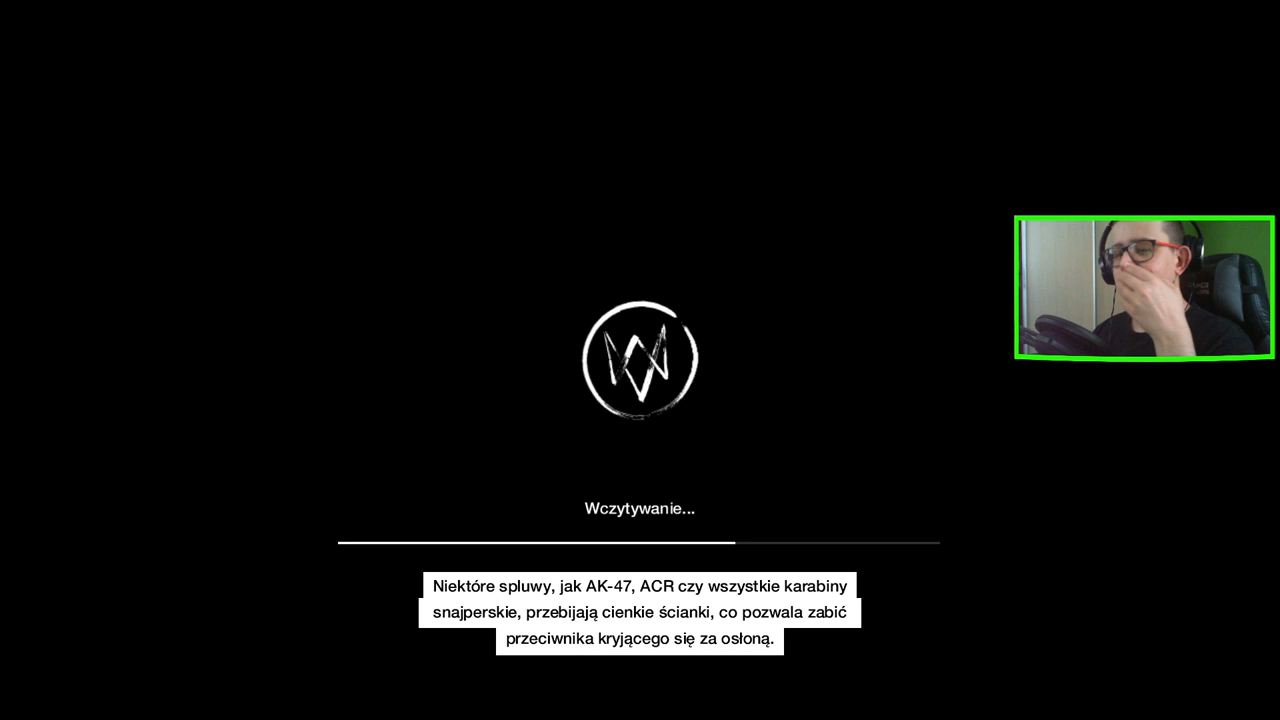 Wczytywanie...
Niektóre spluwy, jak AK-47, ACR czy wszystkie karabiny
snajperskie, przebijają cienkie ścianki, co pozwala zabić
przeciwnika kryjącego się za osłoną.